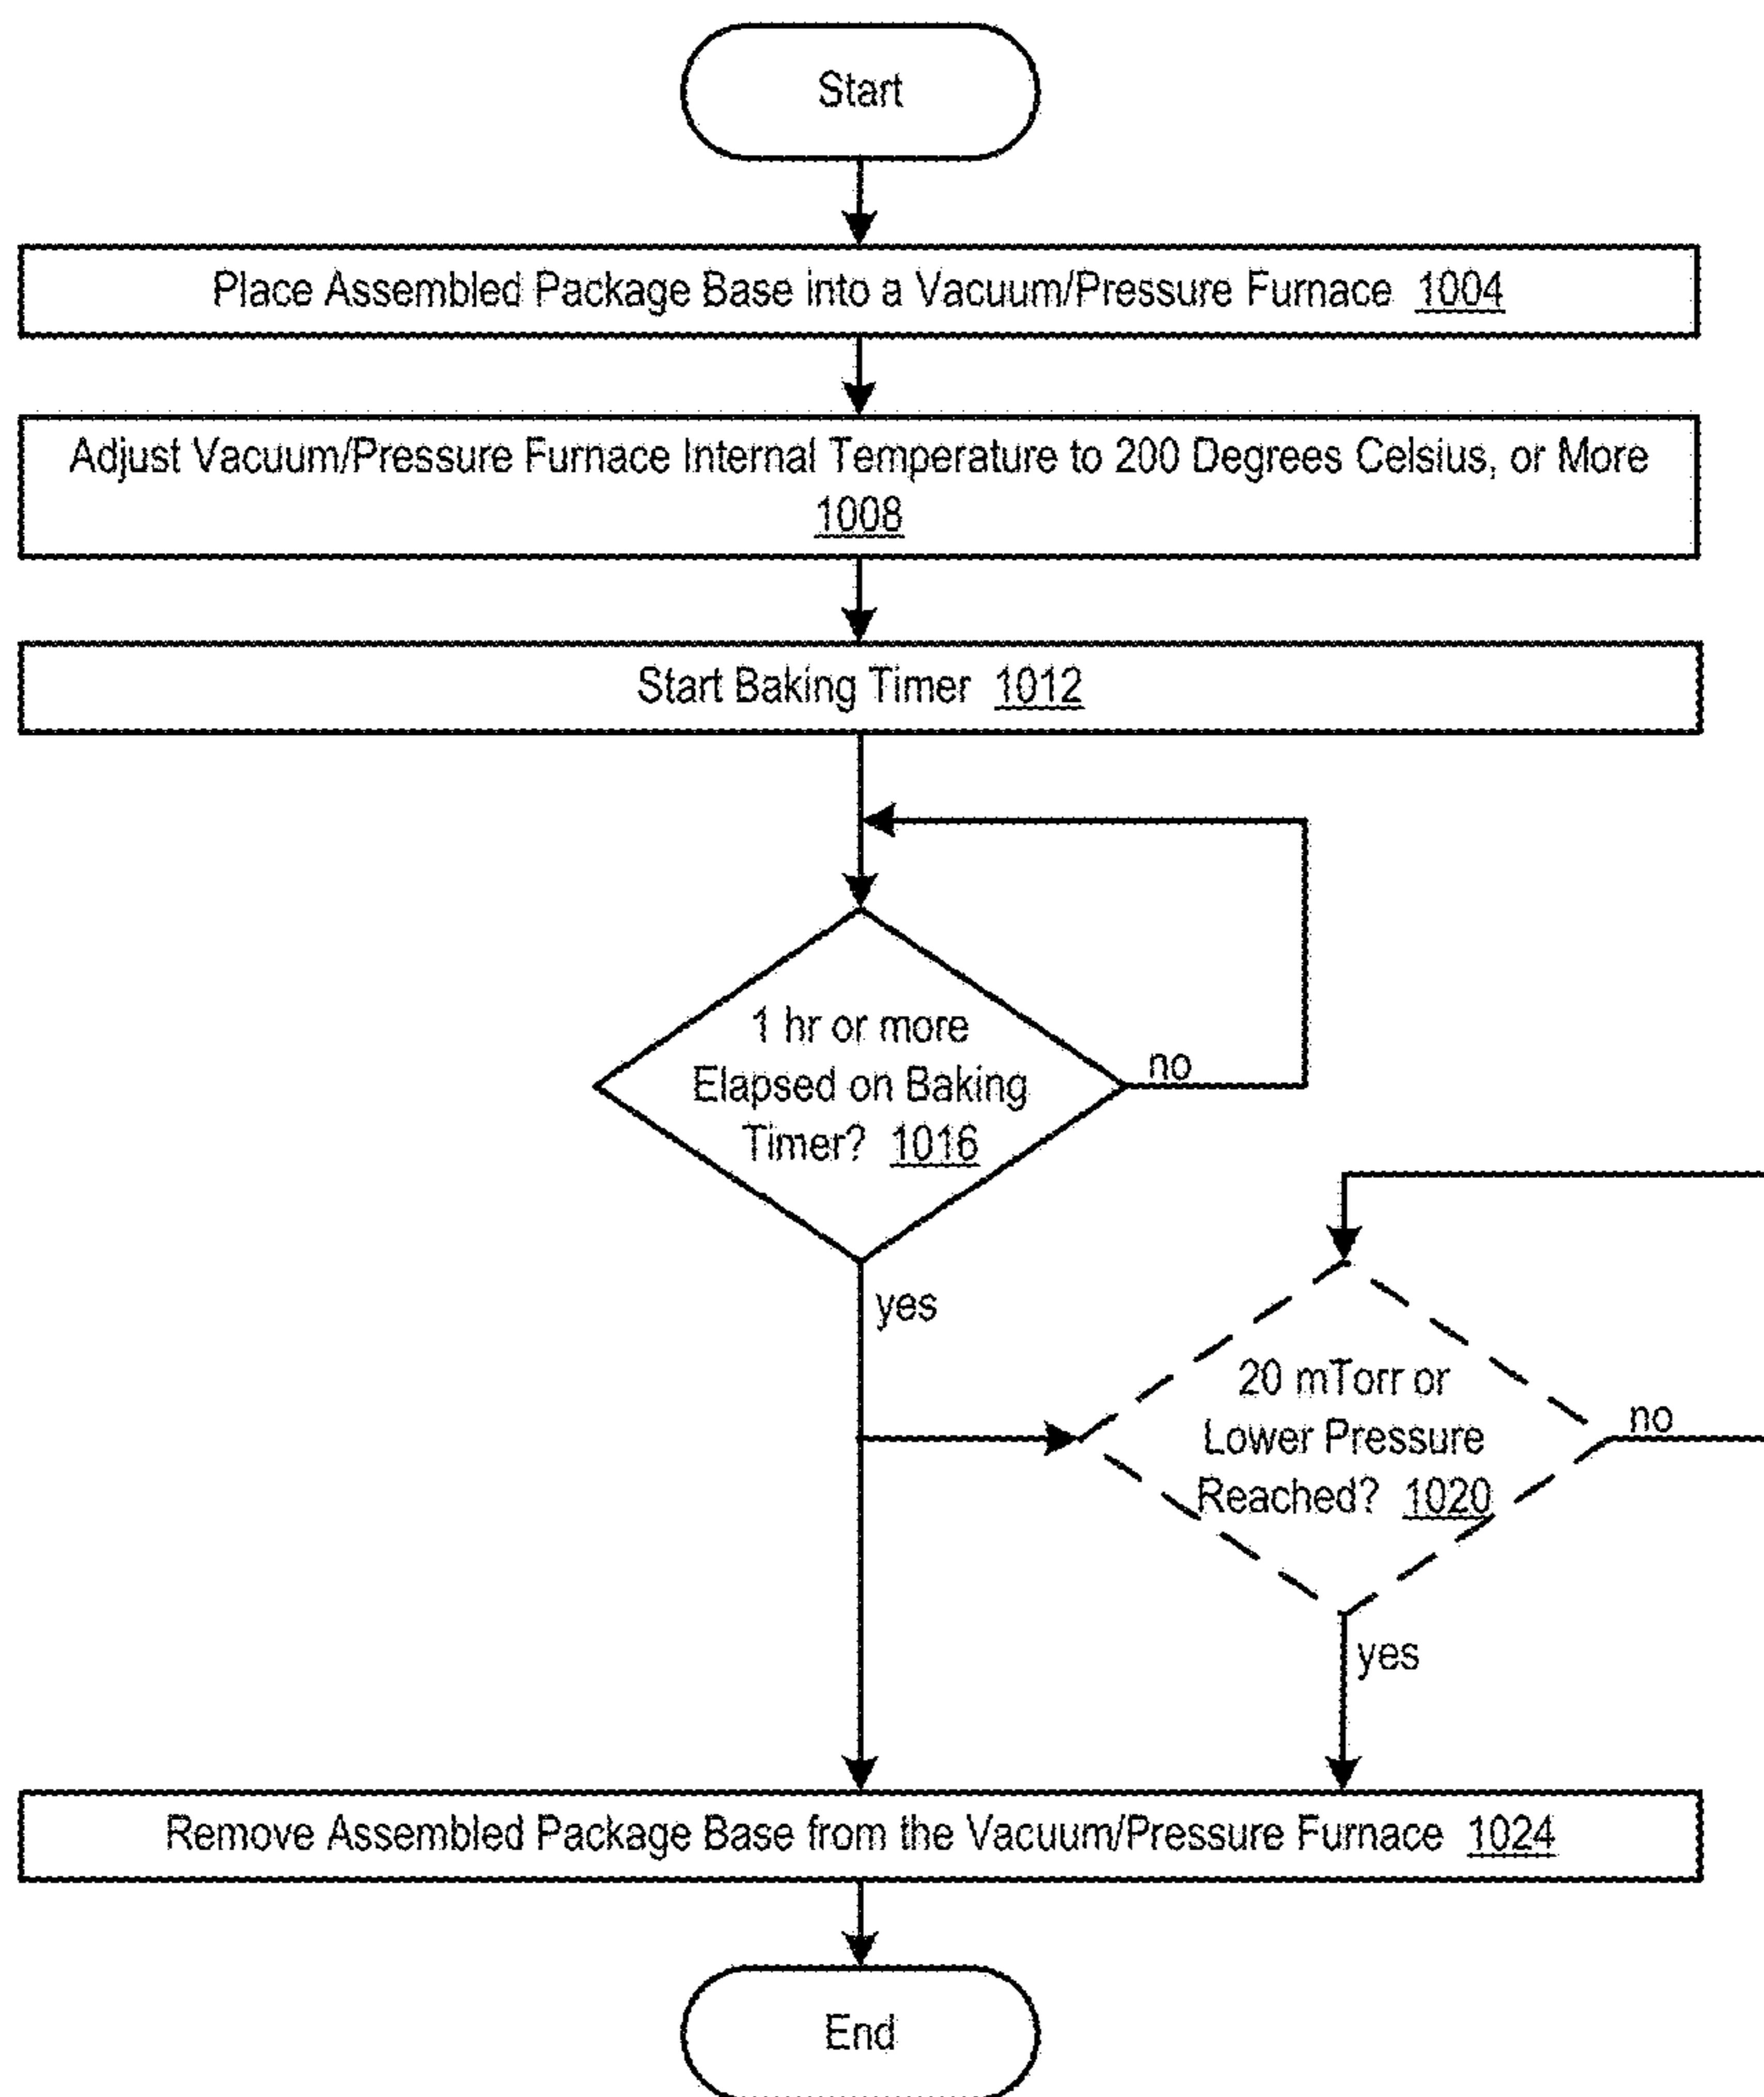 Start
Place Assembled Package Base into a Vacuum/Pressure Furnace 1004
Adjust Vacuum/Pressure Furnace Internal Temperature to 200 Degrees Celsius, or More
1008
Start Baking Timer 1012
1 hr or more
Elapsed on Baking
Timer? 1016
no
yes
20 mTorr or
Lower Pressure
Reached? 1020
no
yes
Remove Assembled Package Base from the Vacuum/Pressure Furnace 1024
End